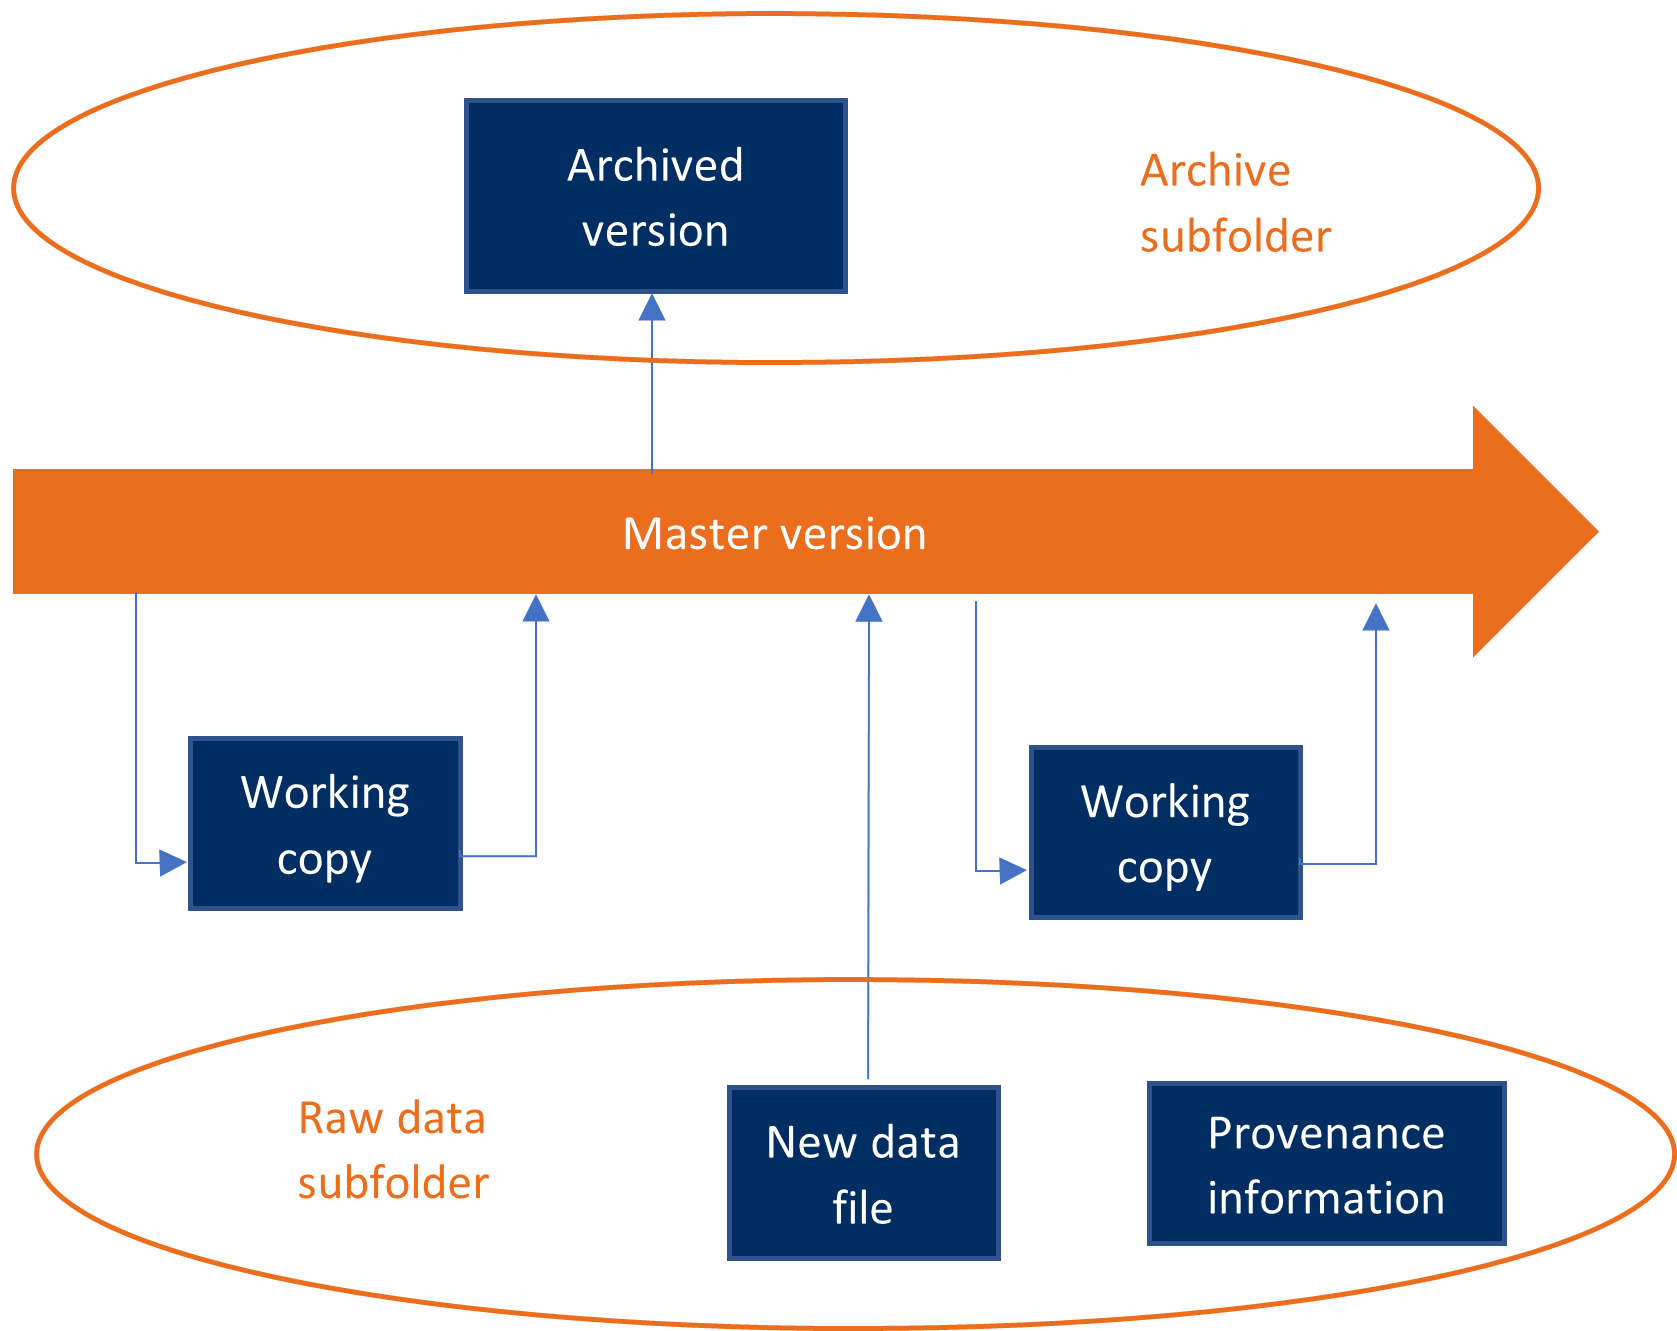 Archived
version
Archive
subfolder
Master version
Working
copy
Working
copy
Raw data
subfolder
New data
file
Provenance
information